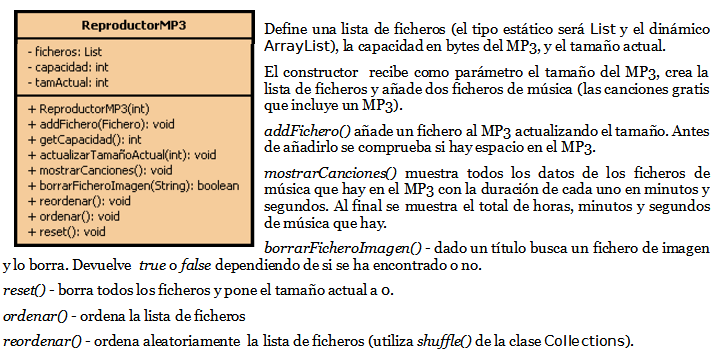 ReproductorMP3
- ficheros: List
- capacidad: int
- tamActual: int
+ ReproductorMP3(int)
+ addFichero(Fichero): void
+ getCapacidad(): int
+ actualizarTamañoActual(int): void
+ mostrarCanciones(): void
+ borrarFicheroImagen(String): boolean
+ reordenar(): void
+ ordenar(): void
+ reset(): void
Define una lista de ficheros (el tipo estático será List y el dinámico
ArrayList), la capacidad en bytes del MP3, y el tamaño actual.
El constructor recibe como parámetro el tamaño del MP3, crea la
lista de ficheros y añade dos ficheros de música (las canciones gratis
que incluye un MP3).
addFichero() añade un fichero al MP3 actualizando el tamaño. Antes
de añadirlo se comprueba si hay espacio en el MP3.
mostrarCanciones() muestra todos los datos de los ficheros de
música que hay en el MP3 con la duración de cada uno en minutos y
segundos. Al final se muestra el total de horas, minutos y segundos
de música que hay.
borrarFicheroImagen() - dado un título busca un fichero de imagen
y lo borra. Devuelve true o false dependiendo de si se ha encontrado o no.
reset() - borra todos los ficheros y pone el tamaño actual a 0.
ordenar() - ordena la lista de ficheros
reordenar() - ordena aleatoriamente la lista de ficheros (utiliza shuffle() de la clase Collections).